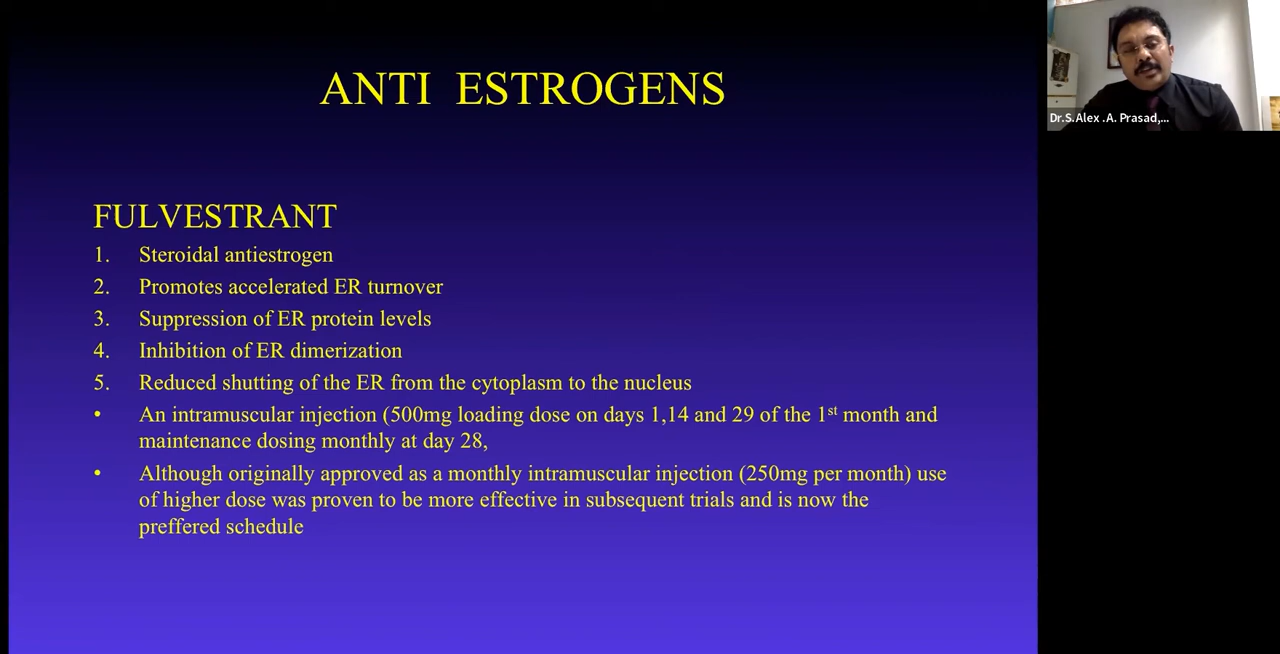 ANTI ESTROGENS
Dr.S.Alex .A. Prasad,...
FULVESTRANT
1. Steroidal antiestrogen
2. Promotes accelerated ER turnover
3. Suppression of ER protein levels
4. Inhibition of ER dimerization
5. Reduced shutting of the ER from the cytoplasm to the nucleus
• An intramuscular injection (500mg loading dose on days 1,14 and 29 of the 1st month and
maintenance dosing monthly at day 28,
• Although originally approved as a monthly intramuscular injection (250mg per month) use
of higher dose was proven to be more effective in subsequent trials and is now the
preffered schedule